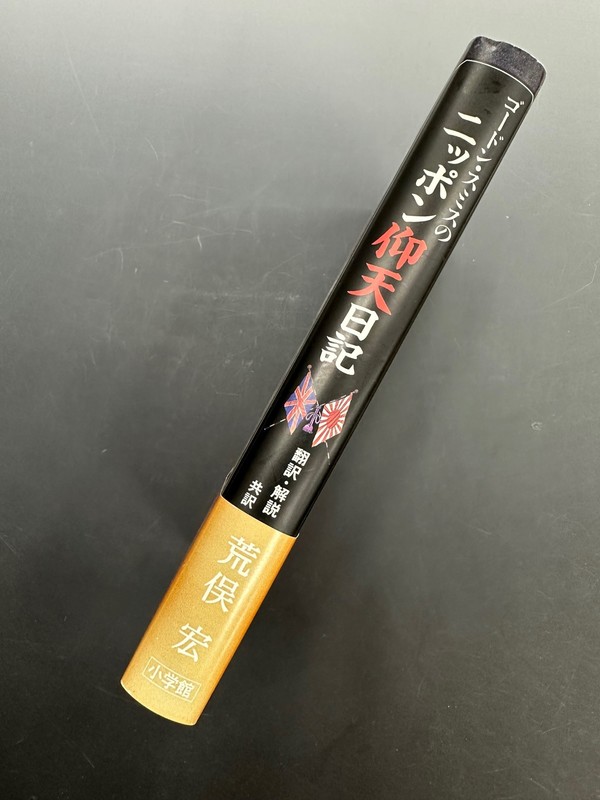 ゴードン・スミスの
ニッポン仰天日記
翻訳・解説
共訳
荒俣 宏
小学館